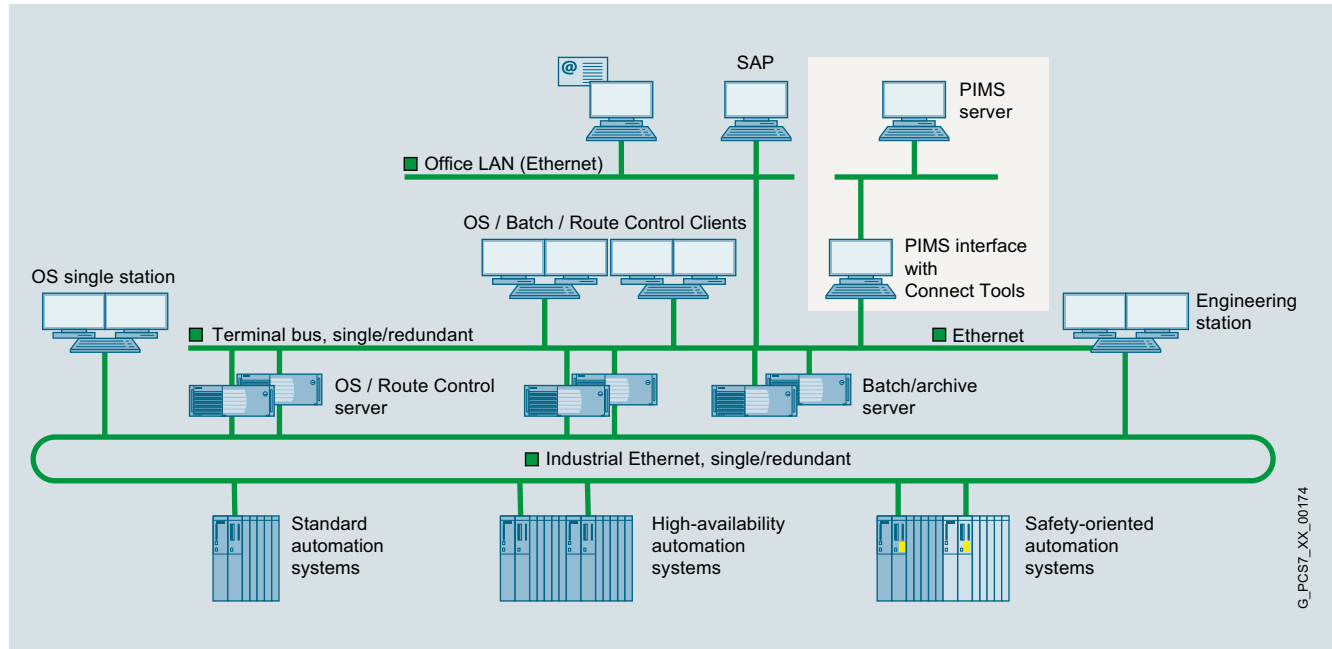 @
SAP
PIMS
server
Office LAN (Ethernet)
OS / Batch / Route Control Clients
PIMS interface
with
Connect Tools
OS single station
Engineering
station
Terminal bus, single/redundant
Ethernet
OS / Route Control
server
Batch/archive
server
Industrial Ethernet, single/redundant
Standard
automation
systems
High-availability
automation
systems
Safety-oriented
automation
systems
G_PCS7_XX_00174